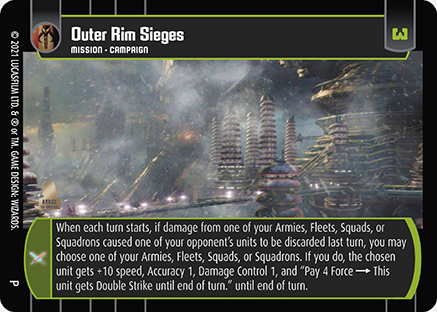 Outer Rim Sieges
MISSION - CAMPAIGN
© 2021 LUCASFILM LTD. & ® or TM. GAME DESIGN: WIZARDS.
100
When each turn starts, if damage from one of your Armies, Fleets, Squads, or
Squadrons caused one of your opponent's units to be discarded last turn, you may
choose one of your Armies, Fleets, Squads, or Squadrons. If you do, the chosen
unit gets +10 speed, Accuracy 1, Damage Control 1, and "Pay 4 Force → This
unit gets Double Strike until end of turn." until end of turn.
P